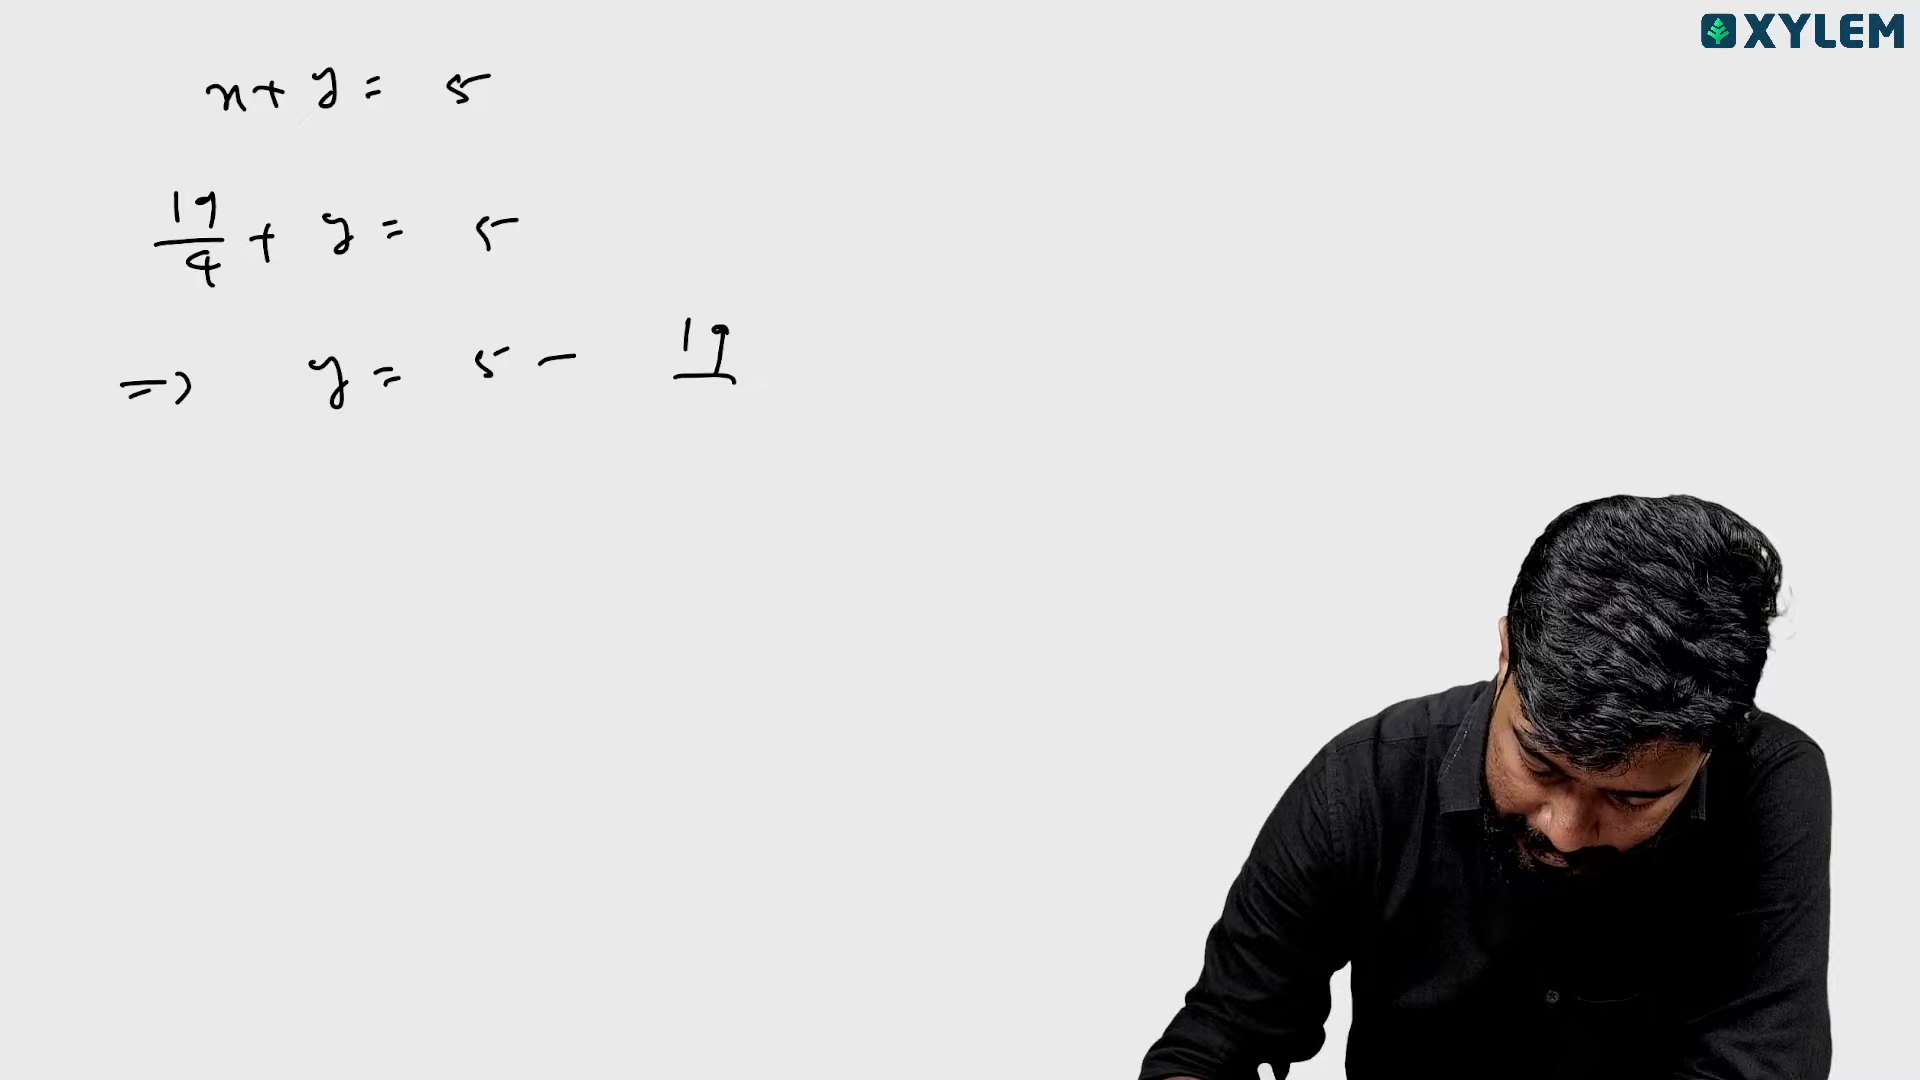 XYLEM
x + y = 5
19/4 + y = 5
=> y = 5 - 19/